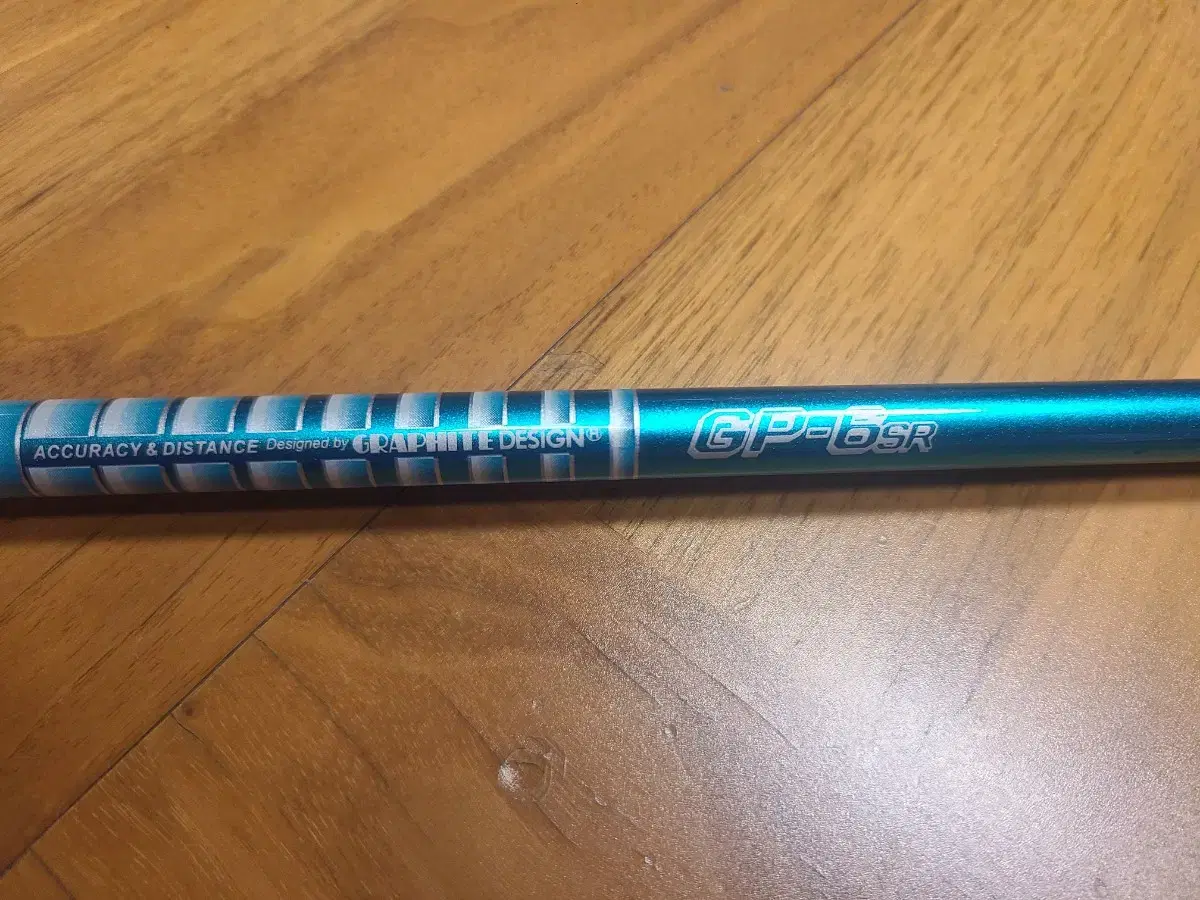 ACCURACY & DISTANCE Designed by GRAPHITE DESIGN®
GP-6SR